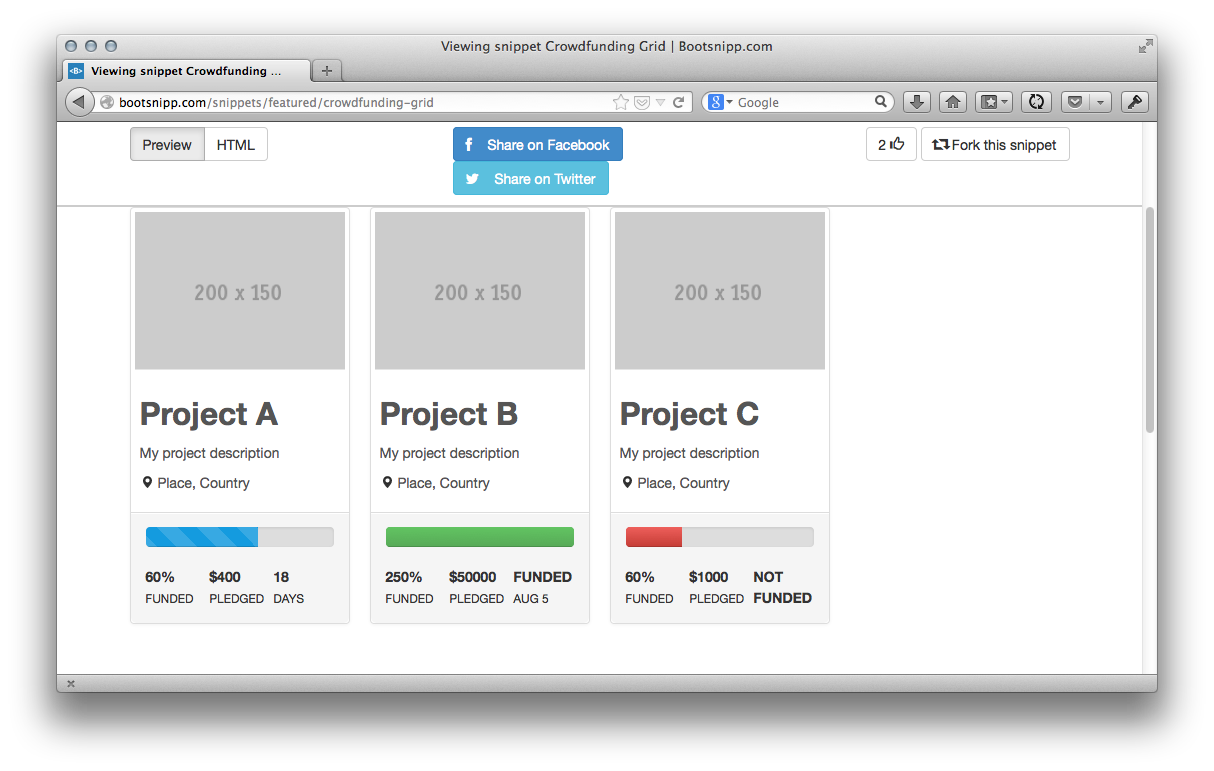 Viewing snippet Crowdfunding Grid | Bootsnipp.com
<B> Viewing snippet Crowdfunding ... +
bootsnipp.com/snippets/featured/crowdfunding-grid 8 Google
Preview HTML f Share on Facebook 2 Fork this snippet
Share on Twitter
200 x 150 200 x 150 200 x 150
Project A Project B Project C
My project description My project description My project description
Place, Country Place, Country Place, Country
60% $400 18 250% $50000 FUNDED 60% $1000 NOT
FUNDED PLEDGED DAYS FUNDED PLEDGED AUG 5 FUNDED PLEDGED FUNDED